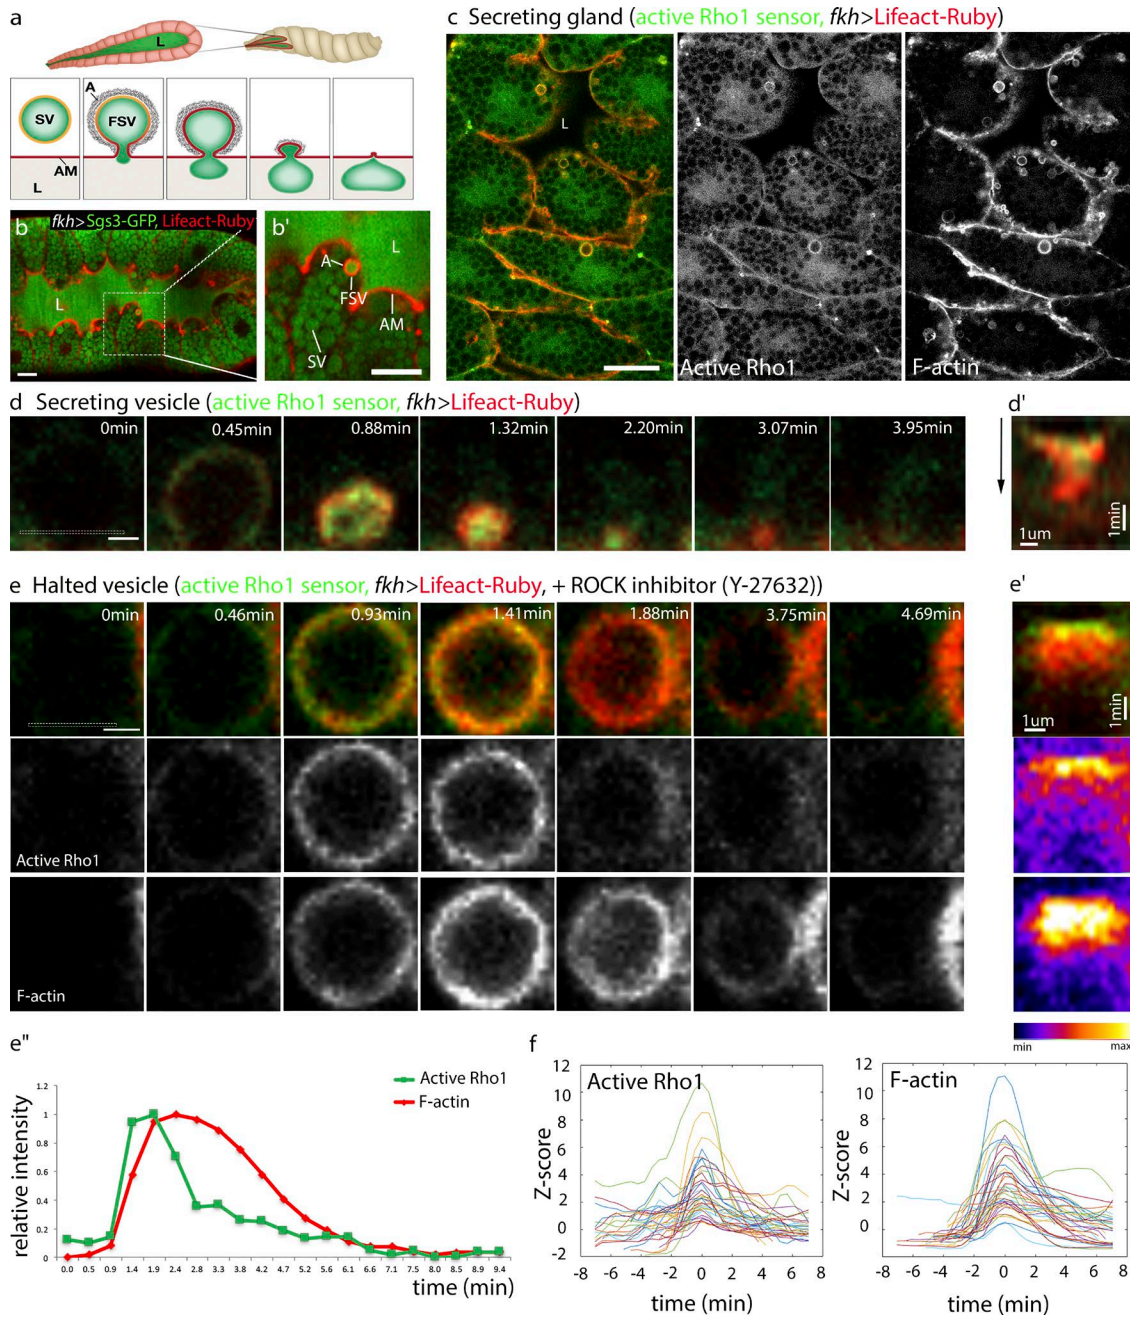 a
L
SV
A
FSV
AM
L
b fkh>Sgs3-GFP, Lifeact-Ruby
L
b'
L
A
FSV
AM
SV
c Secreting gland (active Rho1 sensor, fkh>Lifeact-Ruby)
L
Active Rho1
F-actin
d Secreting vesicle (active Rho1 sensor, fkh>Lifeact-Ruby)
0min 0.45min 0.88min 1.32min 2.20min 3.07min 3.95min
d'
1um
1min
e Halted vesicle (active Rho1 sensor, fkh>Lifeact-Ruby, + ROCK inhibitor (Y-27632))
0min 0.46min 0.93min 1.41min 1.88min 3.75min 4.69min
Active Rho1
F-actin
e'
1um
1min
min max
e"
Active Rho1
F-actin
relative intensity
1.2
1
0.8
0.6
0.4
0.2
0
0.0 0.5 0.9 1.4 1.9 2.4 2.8 3.3 3.8 4.2 4.7 5.2 5.6 6.1 6.6 7.1 7.5 8.0 8.5 8.9 9.4
time (min)
f
Active Rho1
Z-score
12
10
8
6
4
2
0
-2
-8 -6 -4 -2 0 2 4 6 8
time (min)
F-actin
Z-score
12
10
8
6
4
2
0
-8 -6 -4 -2 0 2 4 6 8
time (min)